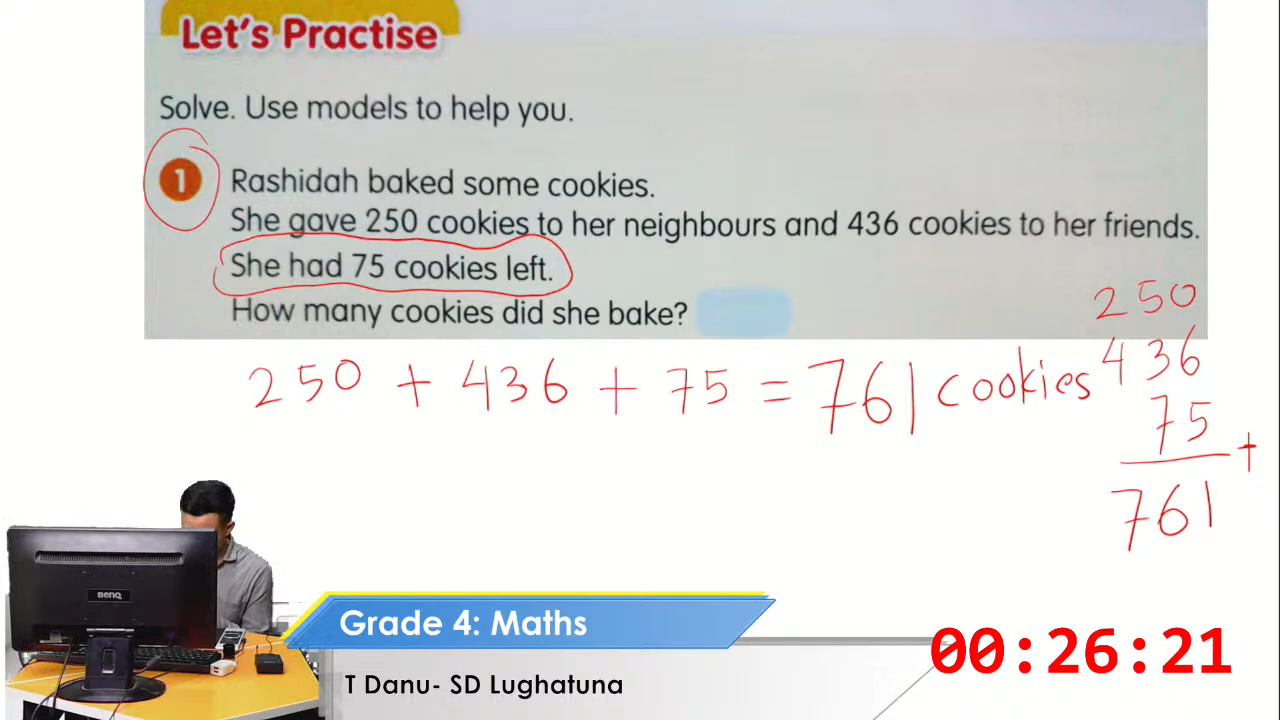 Let's Practise
Solve. Use models to help you.
1 Rashidah baked some cookies.
She gave 250 cookies to her neighbours and 436 cookies to her friends.
She had 75 cookies left.
How many cookies did she bake?
250 + 436 + 75 = 761 cookies
250
436
75
+
761
BENQ
Grade 4: Maths
T Danu- SD Lughatuna
00:26:21